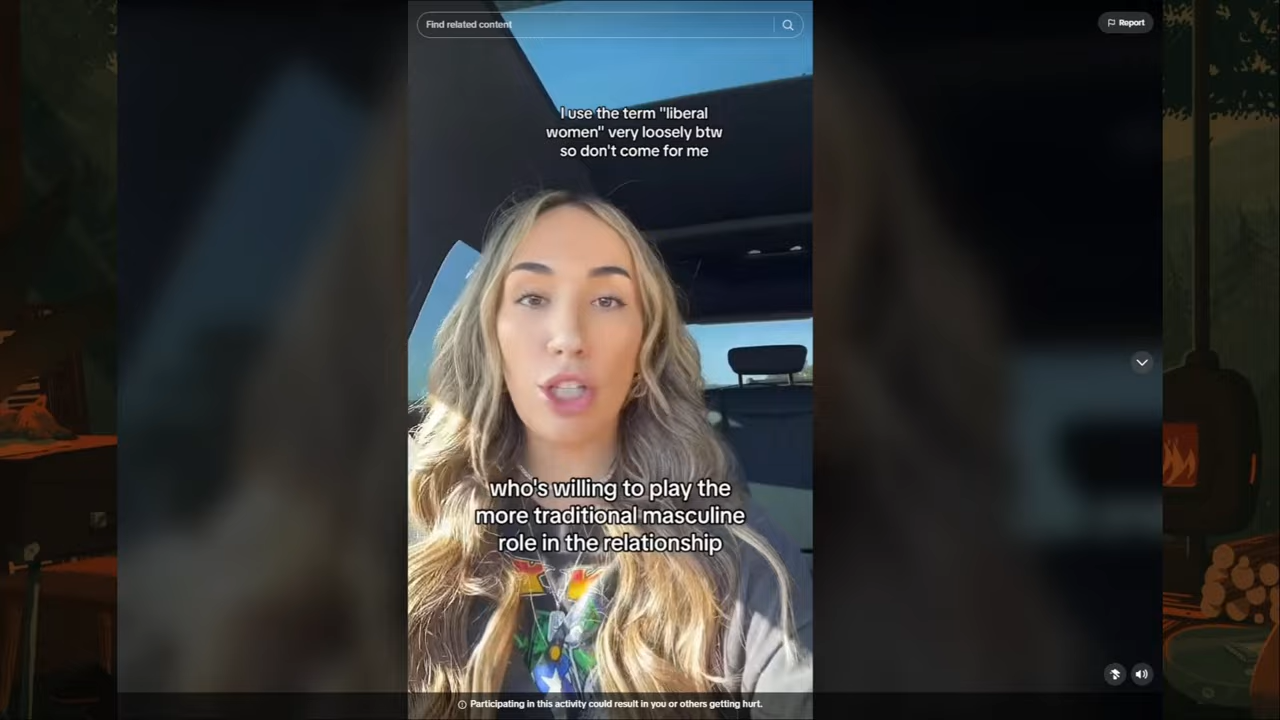 Find related content
Report
I use the term "liberal
women" very loosely btw
so don't come for me
who's willing to play the
more traditional masculine
role in the relationship
Participating in this activity could result in you or others getting hurt.